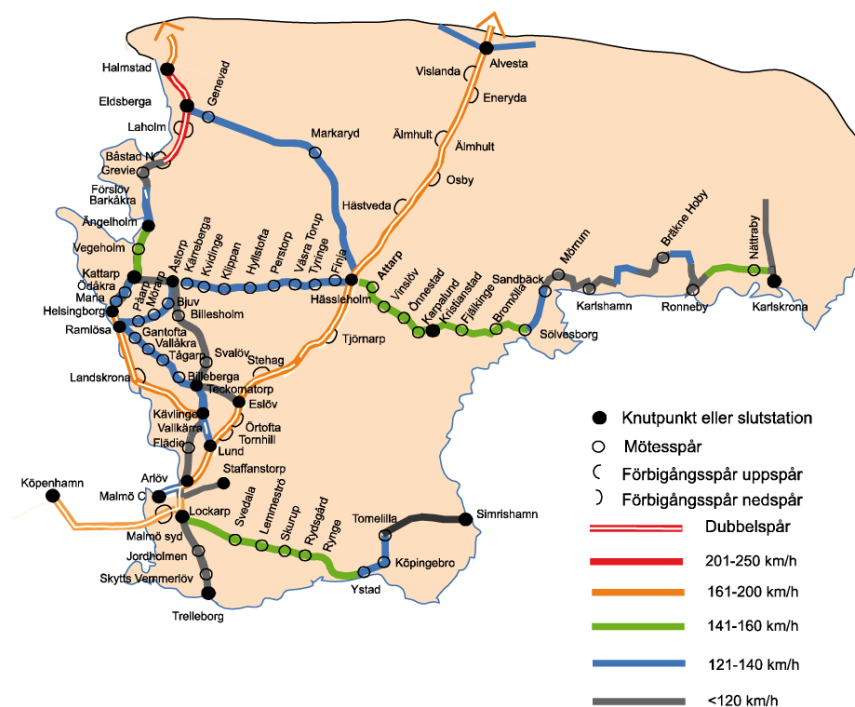 Halmstad
Eldsberga
Genevad
Laholm
Markaryd
Båstad N
Grevie
Förslöv
Barkåkra
Ängelholm
Vegeholm
Kattarp
Ödåkra
Maria
Helsingborg
Ramlösa
Påarp
Mörarp
Bjuv
Billesholm
Åstorp
Kärreberga
Kvidinge
Klippan
Hyllstofta
Perstorp
Väsra Torup
Tyringe
Finja
Hässleholm
Alvesta
Vislanda
Eneryda
Älmhult
Älmhult
Osby
Hästveda
Attarp
Vinslöv
Önnestad
Karpalund
Kristianstad
Fjälkinge
Bromölla
Sölvesborg
Sandbäck
Mörrum
Karlshamn
Bräkne Hoby
Ronneby
Nättraby
Karlskrona
Gantofta
Vallåkra
Tågarp
Svalöv
Stehag
Tjörnarp
Landskrona
Billeberga
Teckomatorp
Eslöv
Kävlinge
Vallkärra
Örtofta
Tornhill
Flädie
Lund
Staffanstorp
Arlöv
Köpenhamn
Malmö C
Lockarp
Malmö syd
Jordholmen
Skytts Vemmerlöv
Trelleborg
Svedala
Lemmeströ
Skurup
Rydsgård
Rynge
Ystad
Tomelilla
Köpingebro
Simrishamn
Knutpunkt eller slutstation
Mötesspår
Förbigångsspår uppspår
Förbigångsspår nedspår
Dubbelspår
201-250 km/h
161-200 km/h
141-160 km/h
121-140 km/h
<120 km/h